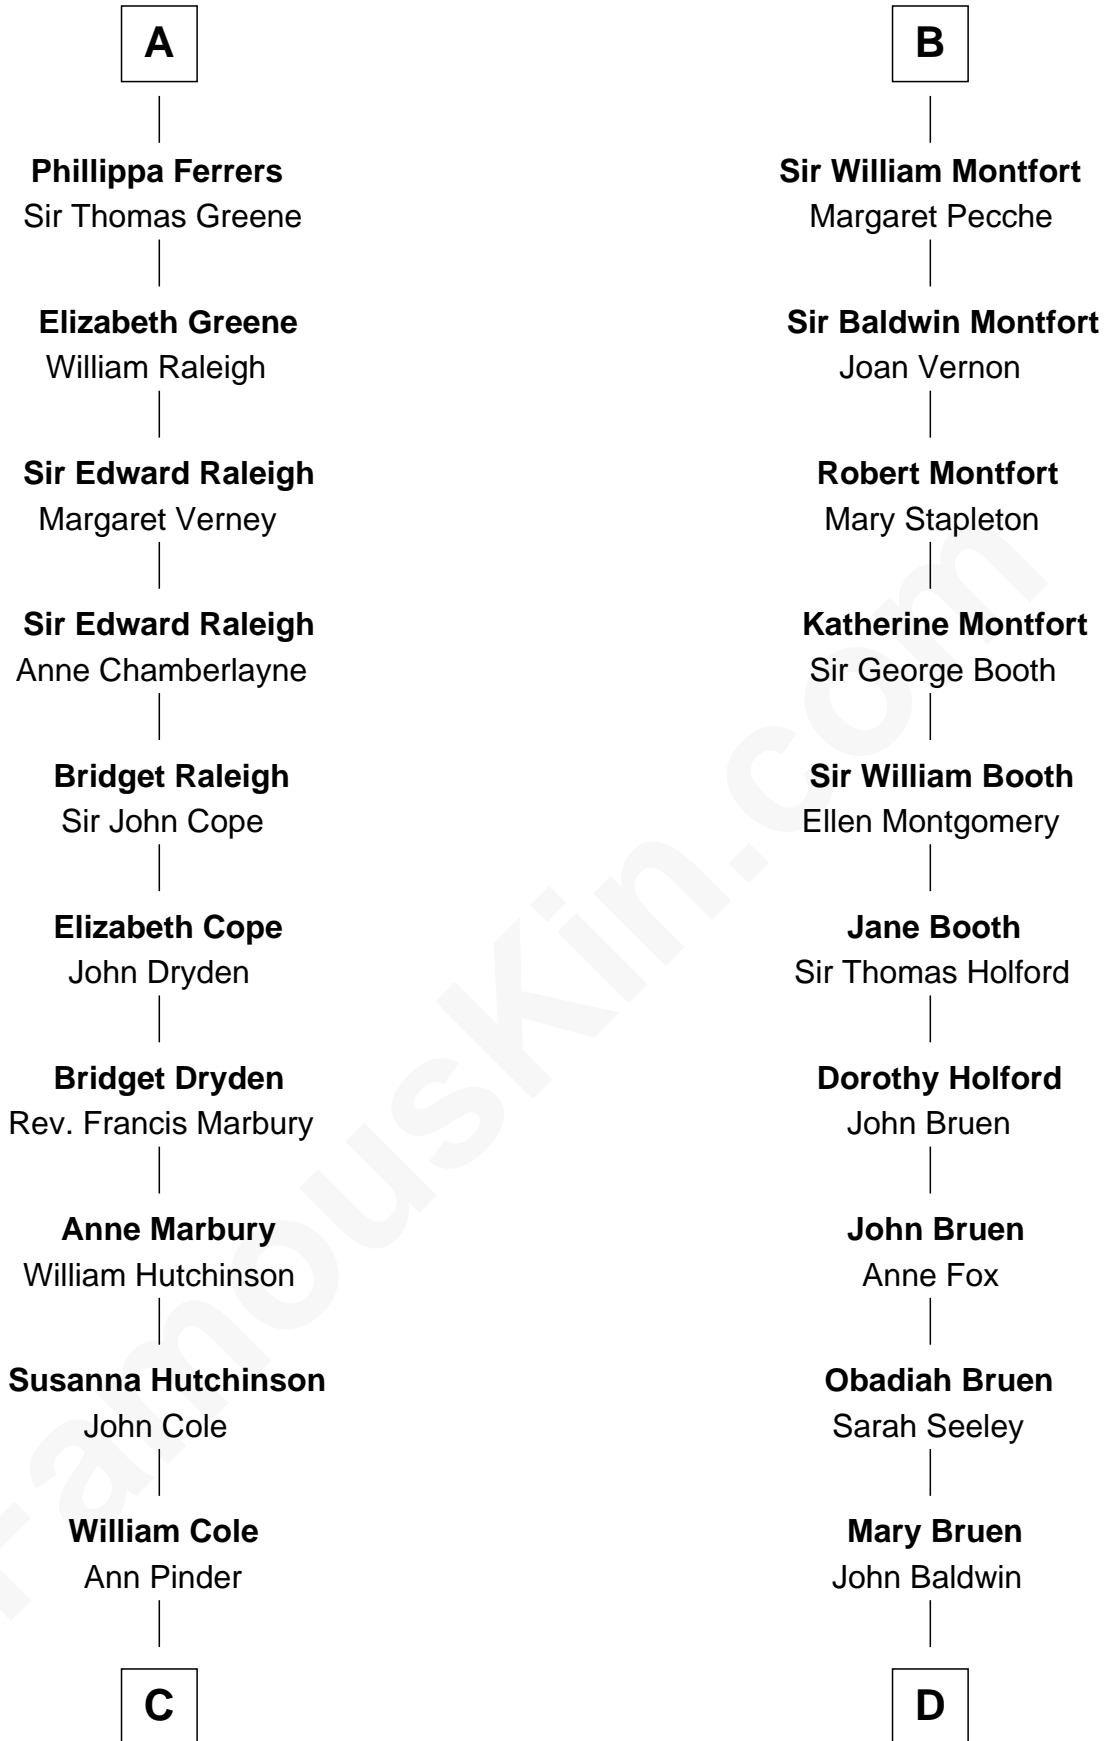 A
Phillippa Ferrers
Sir Thomas Greene
Elizabeth Greene
William Raleigh
Sir Edward Raleigh
Margaret Verney
Sir Edward Raleigh
Anne Chamberlayne
Bridget Raleigh
Sir John Cope
Elizabeth Cope
John Dryden
Bridget Dryden
Rev. Francis Marbury
Anne Marbury
William Hutchinson
Susanna Hutchinson
John Cole
William Cole
Ann Pinder
C
B
Sir William Montfort
Margaret Pecche
Sir Baldwin Montfort
Joan Vernon
Robert Montfort
Mary Stapleton
Katherine Montfort
Sir George Booth
Sir William Booth
Ellen Montgomery
Jane Booth
Sir Thomas Holford
Dorothy Holford
John Bruen
John Bruen
Anne Fox
Obadiah Bruen
Sarah Seeley
Mary Bruen
John Baldwin
D
FamousKin.com